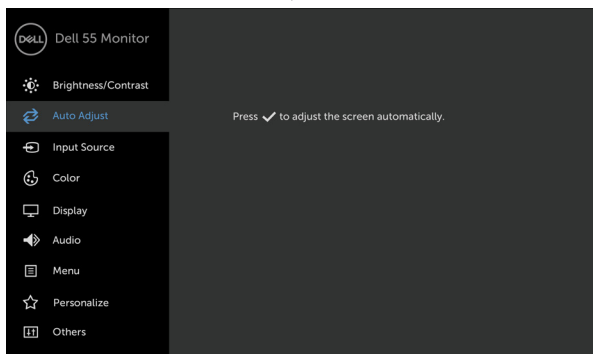 DELL
Dell 55 Monitor
Brightness/Contrast
Auto Adjust
Press ✓ to adjust the screen automatically.
Input Source
Color
Display
Audio
Menu
Personalize
Others